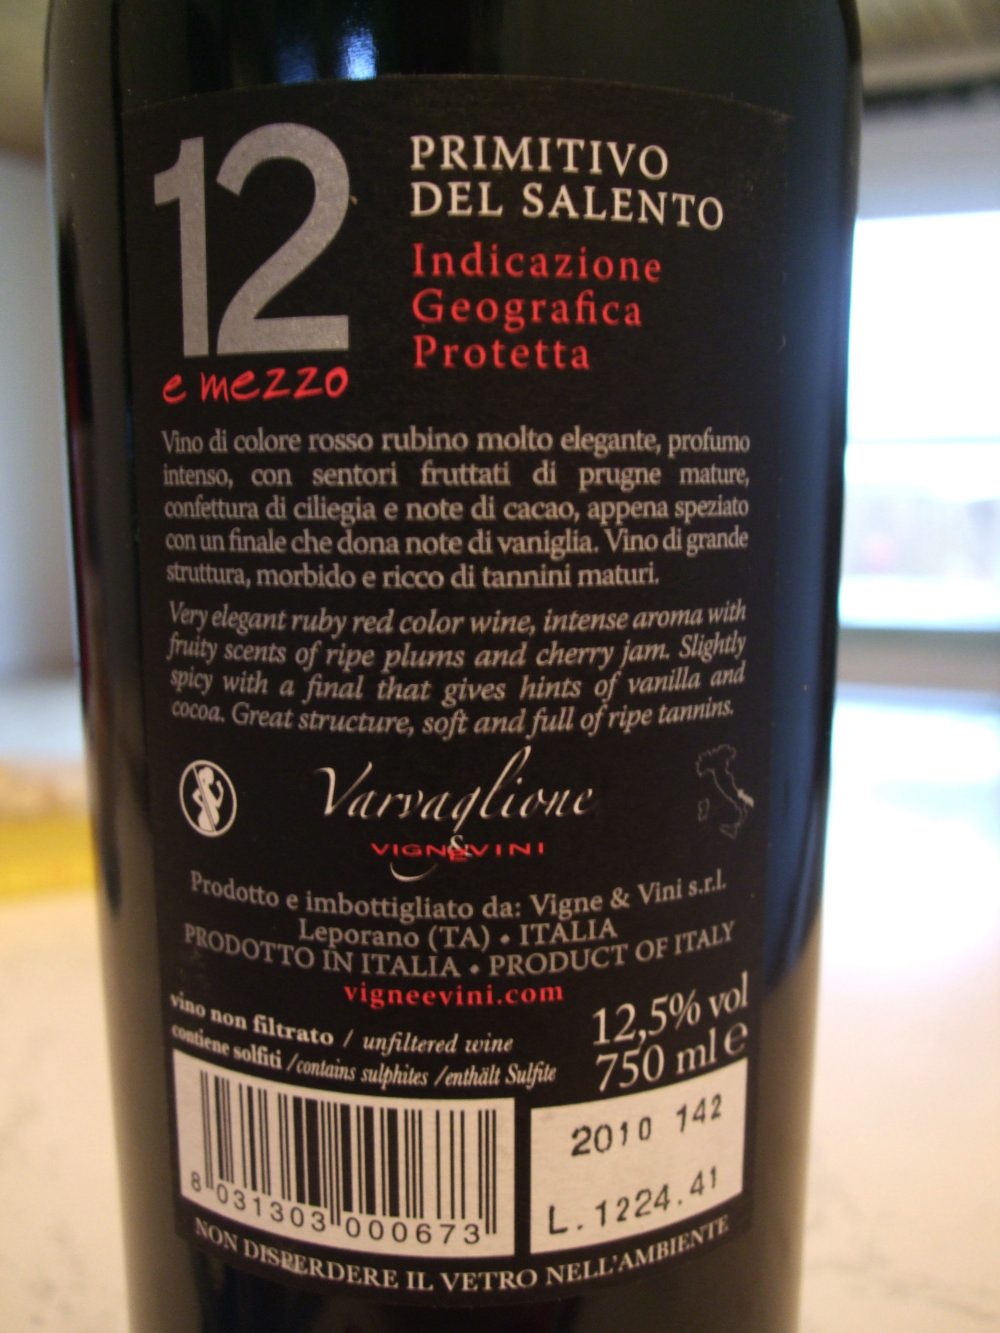 12
e mezzo
PRIMITIVO
DEL SALENTO
Indicazione
Geografica
Protetta
Vino di colore rosso rubino molto elegante, profumo
intenso, con sentori fruttati di prugne mature,
confettura di ciliegia e note di cacao, appena speziato
con un finale che dona note di vaniglia. Vino di grande
struttura, morbido e ricco di tannini maturi.
Very elegant ruby red color wine, intense aroma with
fruity scents of ripe plums and cherry jam. Slightly
spicy with a final that gives hints of vanilla and
cocoa. Great structure, soft and full of ripe tannins.
Varvaglione
VIGNE&VINI
Prodotto e imbottigliato da: Vigne & Vini s.r.l.
Leporano (TA) • ITALIA
PRODOTTO IN ITALIA • PRODUCT OF ITALY
vigneevini.com
vino non filtrato / unfiltered wine
contiene solfiti /contains sulphites /enthält Sulfite
12,5% vol
750 ml e
8 031303 000673
2010 142
L.1224.41
NON DISPERDERE IL VETRO NELL'AMBIENTE